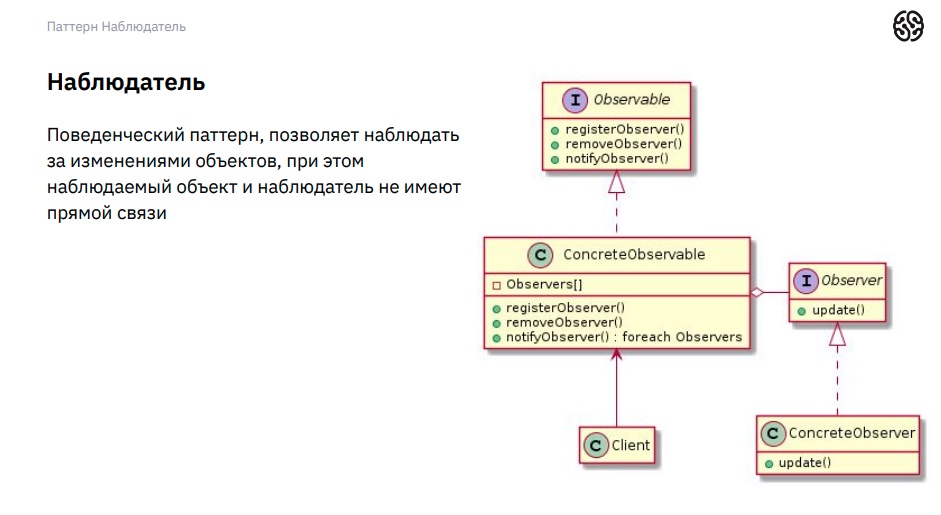 Паттерн Наблюдатель
Наблюдатель
Поведенческий паттерн, позволяет наблюдать
за изменениями объектов, при этом
наблюдаемый объект и наблюдатель не имеют
прямой связи
I Observable
registerObserver()
removeObserver()
notifyObserver()
C ConcreteObservable
Observers[]
registerObserver()
removeObserver()
notifyObserver() : foreach Observers
I Observer
update()
C Client
C ConcreteObserver
update()